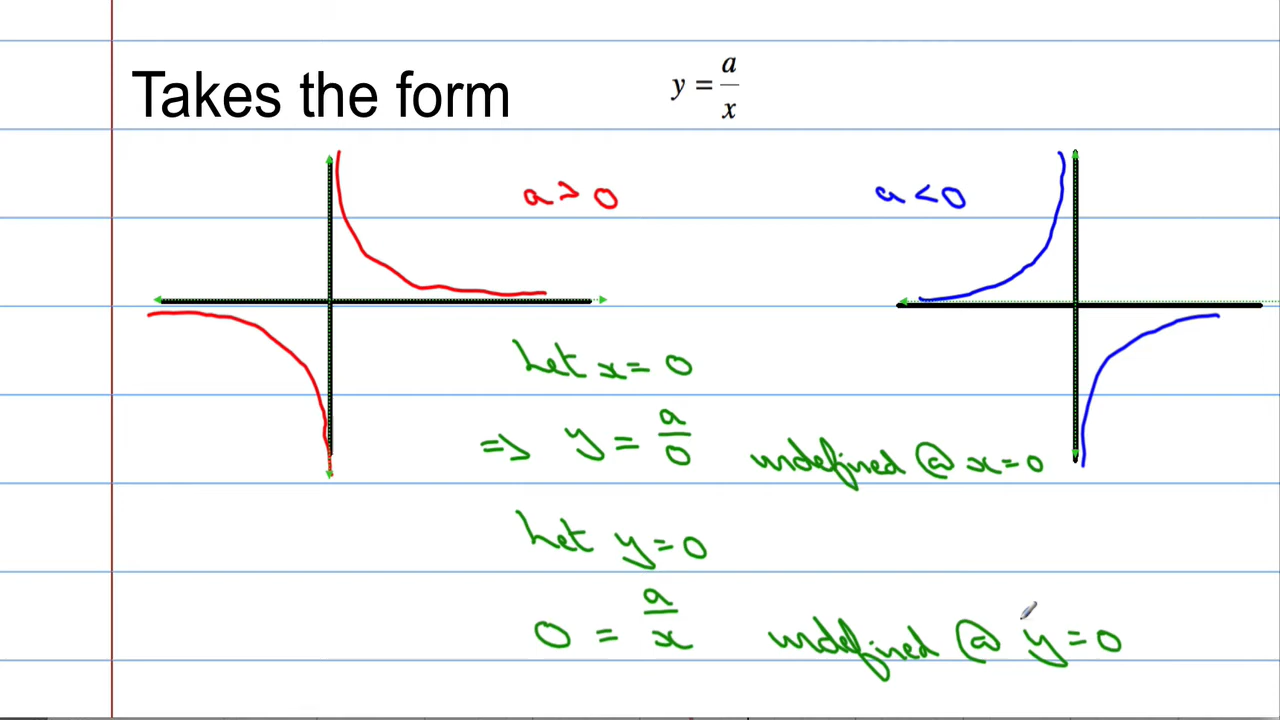 Takes the form y = a/x
a > 0
a < 0
Let x = 0
=> y = a/0 undefined @ x=0
Let y = 0
0 = a/x undefined @ y = 0